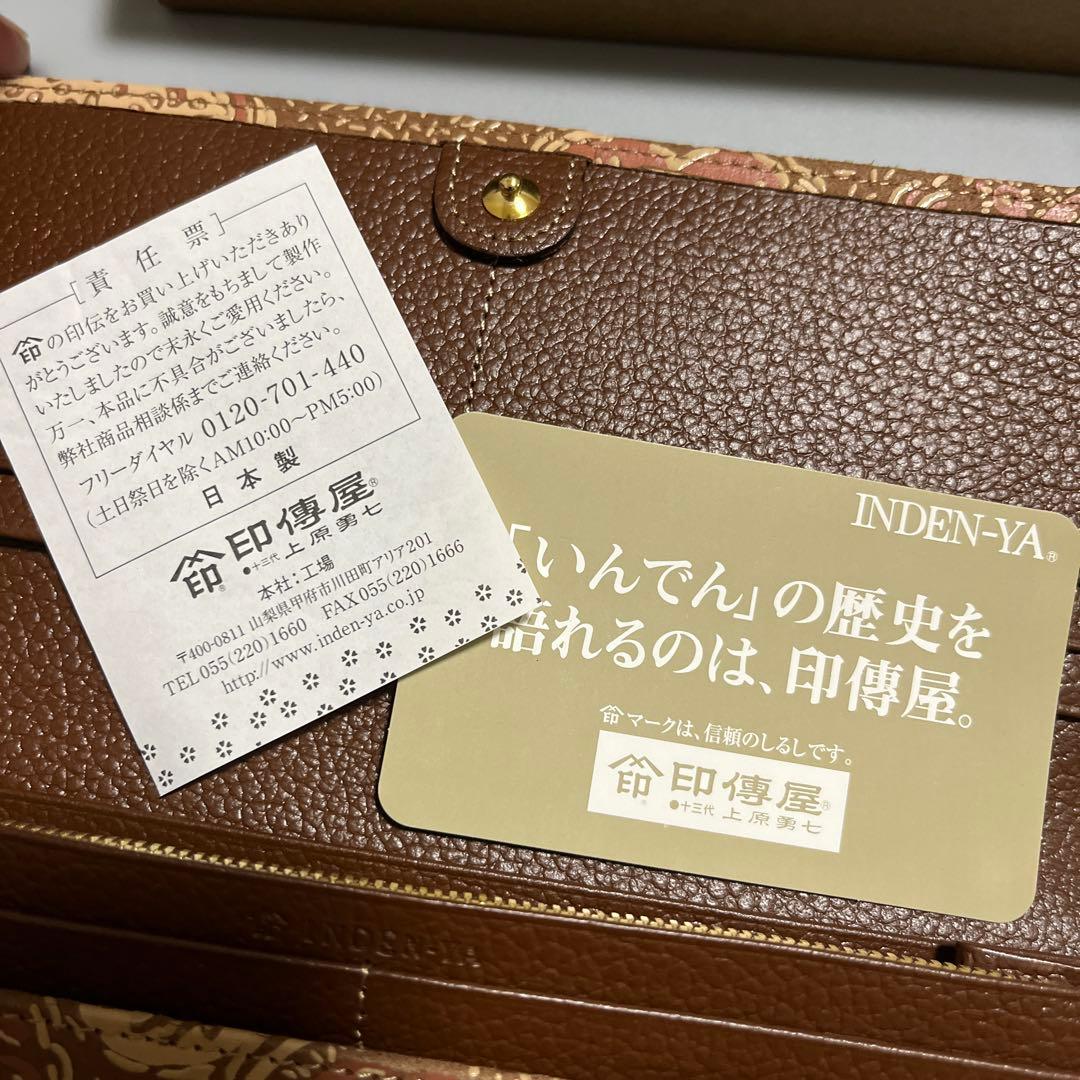 [責任票]
印の印伝をお買い上げいただきあり
がとうございます。誠意をもちまして製作
いたしましたので末永くご愛用ください。
万一、本品に不具合がございましたら、
弊社商品相談係までご連絡ください。
フリーダイヤル 0120-701-440
(土日祭日を除くAM10:00〜PM5:00)
日本製
印 印傳屋®
●十三代 上原勇七
本社:工場
〒400-0811 山梨県甲府市川田町アリア201
TEL055(220)1660 FAX055(220)1666
http://www.inden-ya.co.jp
INDEN-YA®
「いんでん」の歴史を
語れるのは、印傳屋。
印マークは、信頼のしるしです。
印 印傳屋®
●十三代 上原勇七
INDEN-YA